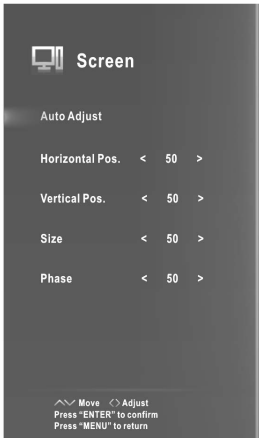 Screen
Auto Adjust
Horizontal Pos. < 50 >
Vertical Pos. < 50 >
Size < 50 >
Phase < 50 >
Move <> Adjust
Press “ENTER” to confirm
Press “MENU” to return